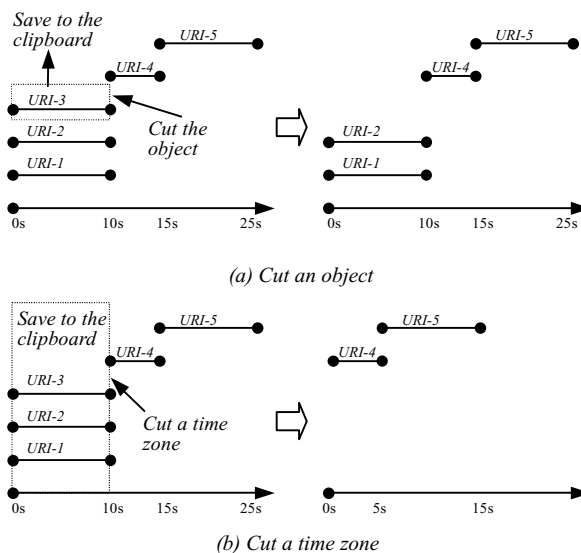 Save to the
clipboard
URI-5
URI-4
URI-3
URI-2
URI-1
Cut the
object
0s 10s 15s 25s
URI-5
URI-4
URI-2
URI-1
0s 10s 15s 25s
(a) Cut an object
Save to the
clipboard
URI-5
URI-4
URI-3
URI-2
URI-1
Cut a time
zone
0s 10s 15s 25s
URI-5
URI-4
0s 5s 15s
(b) Cut a time zone